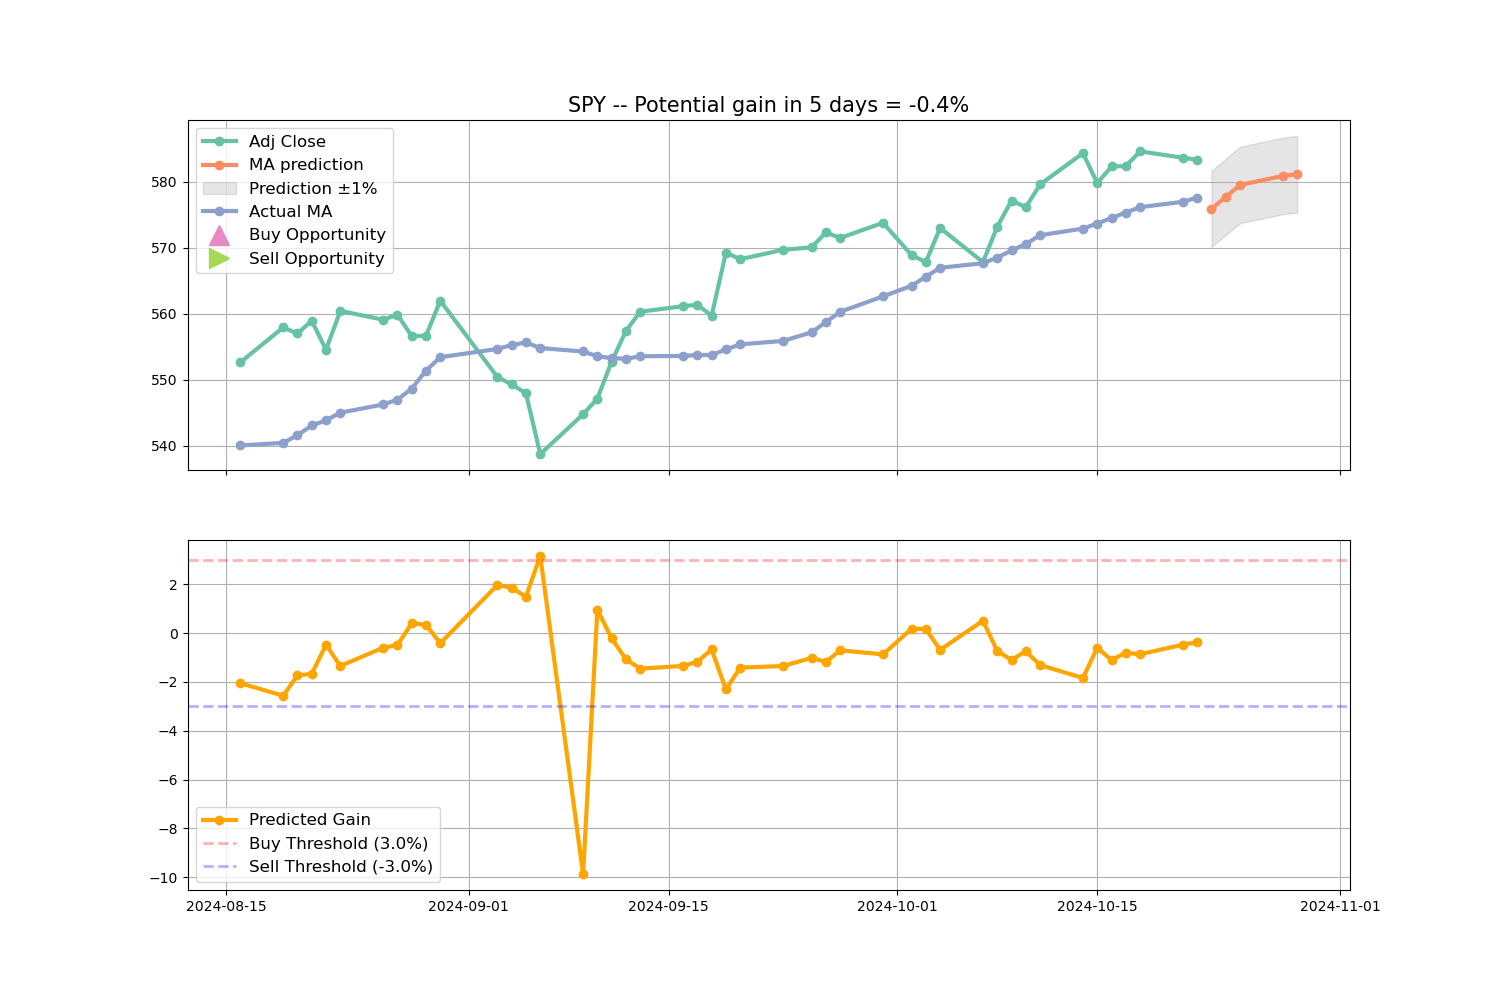 SPY -- Potential gain in 5 days = -0.4%
Adj Close
MA prediction
Prediction ±1%
Actual MA
Buy Opportunity
Sell Opportunity
580
570
560
550
540
2
0
−2
−4
−6
−8
−10
Predicted Gain
Buy Threshold (3.0%)
Sell Threshold (-3.0%)
2024-08-15 2024-09-01 2024-09-15 2024-10-01 2024-10-15 2024-11-01